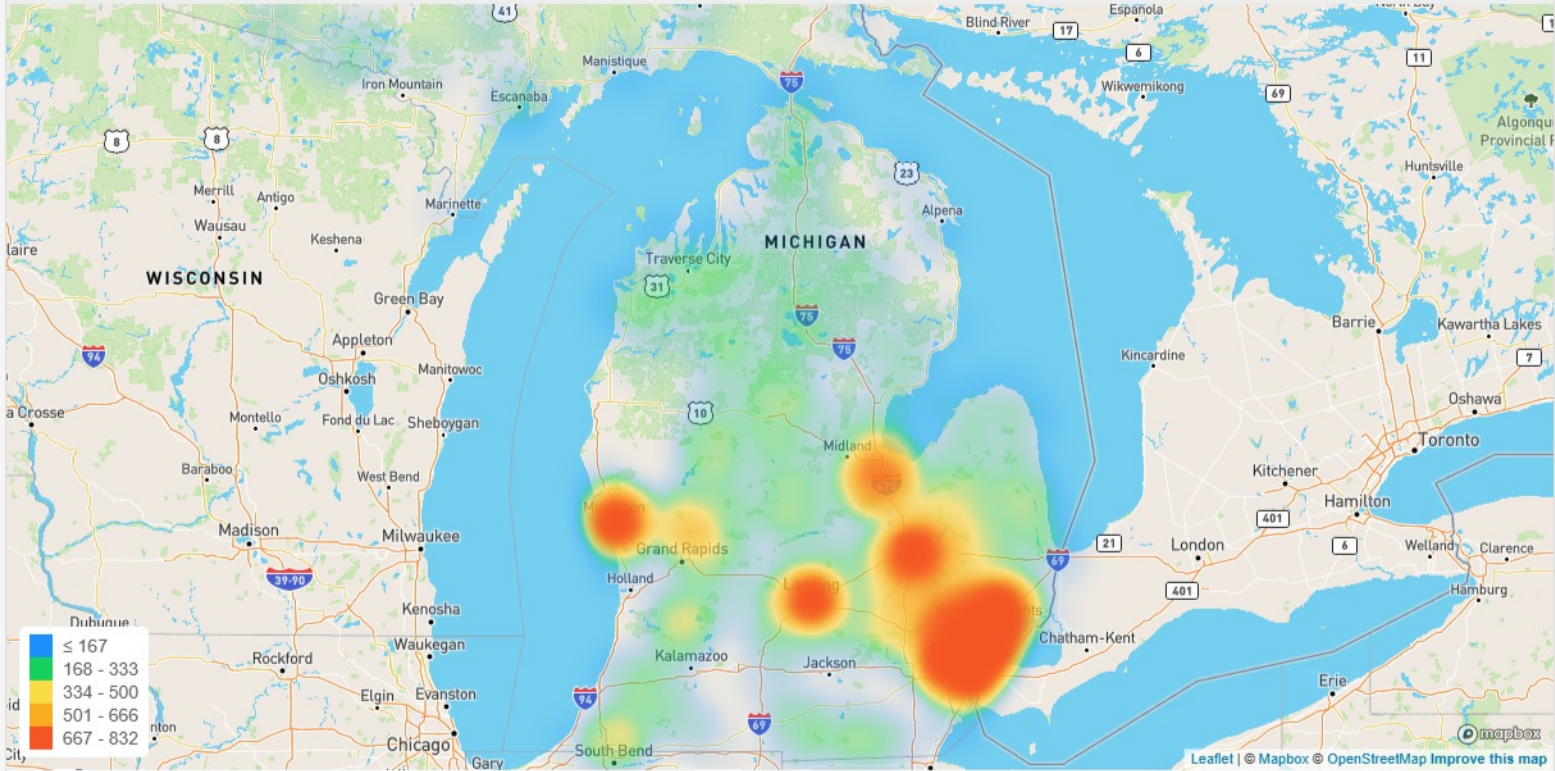 41
Blind River
17
Espanola
6
11
Manistique
75
Iron Mountain
Escanaba
Wikwemikong
69
8
8
Algonqu
Provincial F
23
Huntsville
Merrill
Antigo
Marinette
Alpena
Wausau
laire
Keshena
MICHIGAN
WISCONSIN
Traverse City
31
Green Bay
75
Barrie
Kawartha Lakes
94
Appleton
75
Kincardine
7
Oshkosh
Manitowoc
a Crosse
Montello
Fond du Lac
Sheboygan
10
Oshawa
Midland
Toronto
Baraboo
West Bend
Kitchener
Hamilton
Madison
Milwaukee
401
Grand Rapids
21
London
6
Welland
Clarence
39-90
Holland
69
401
Hamburg
Lansing
Kenosha
hts
Dubuque
Waukegan
Chatham-Kent
≤ 167
Rockford
Kalamazoo
Jackson
168 - 333
334 - 500
Elgin
Evanston
94
Erie
501 - 666
nton
69
667 - 832
Chicago
South Bend
mapbox
City
Gary
Leaflet | © Mapbox © OpenStreetMap Improve this map